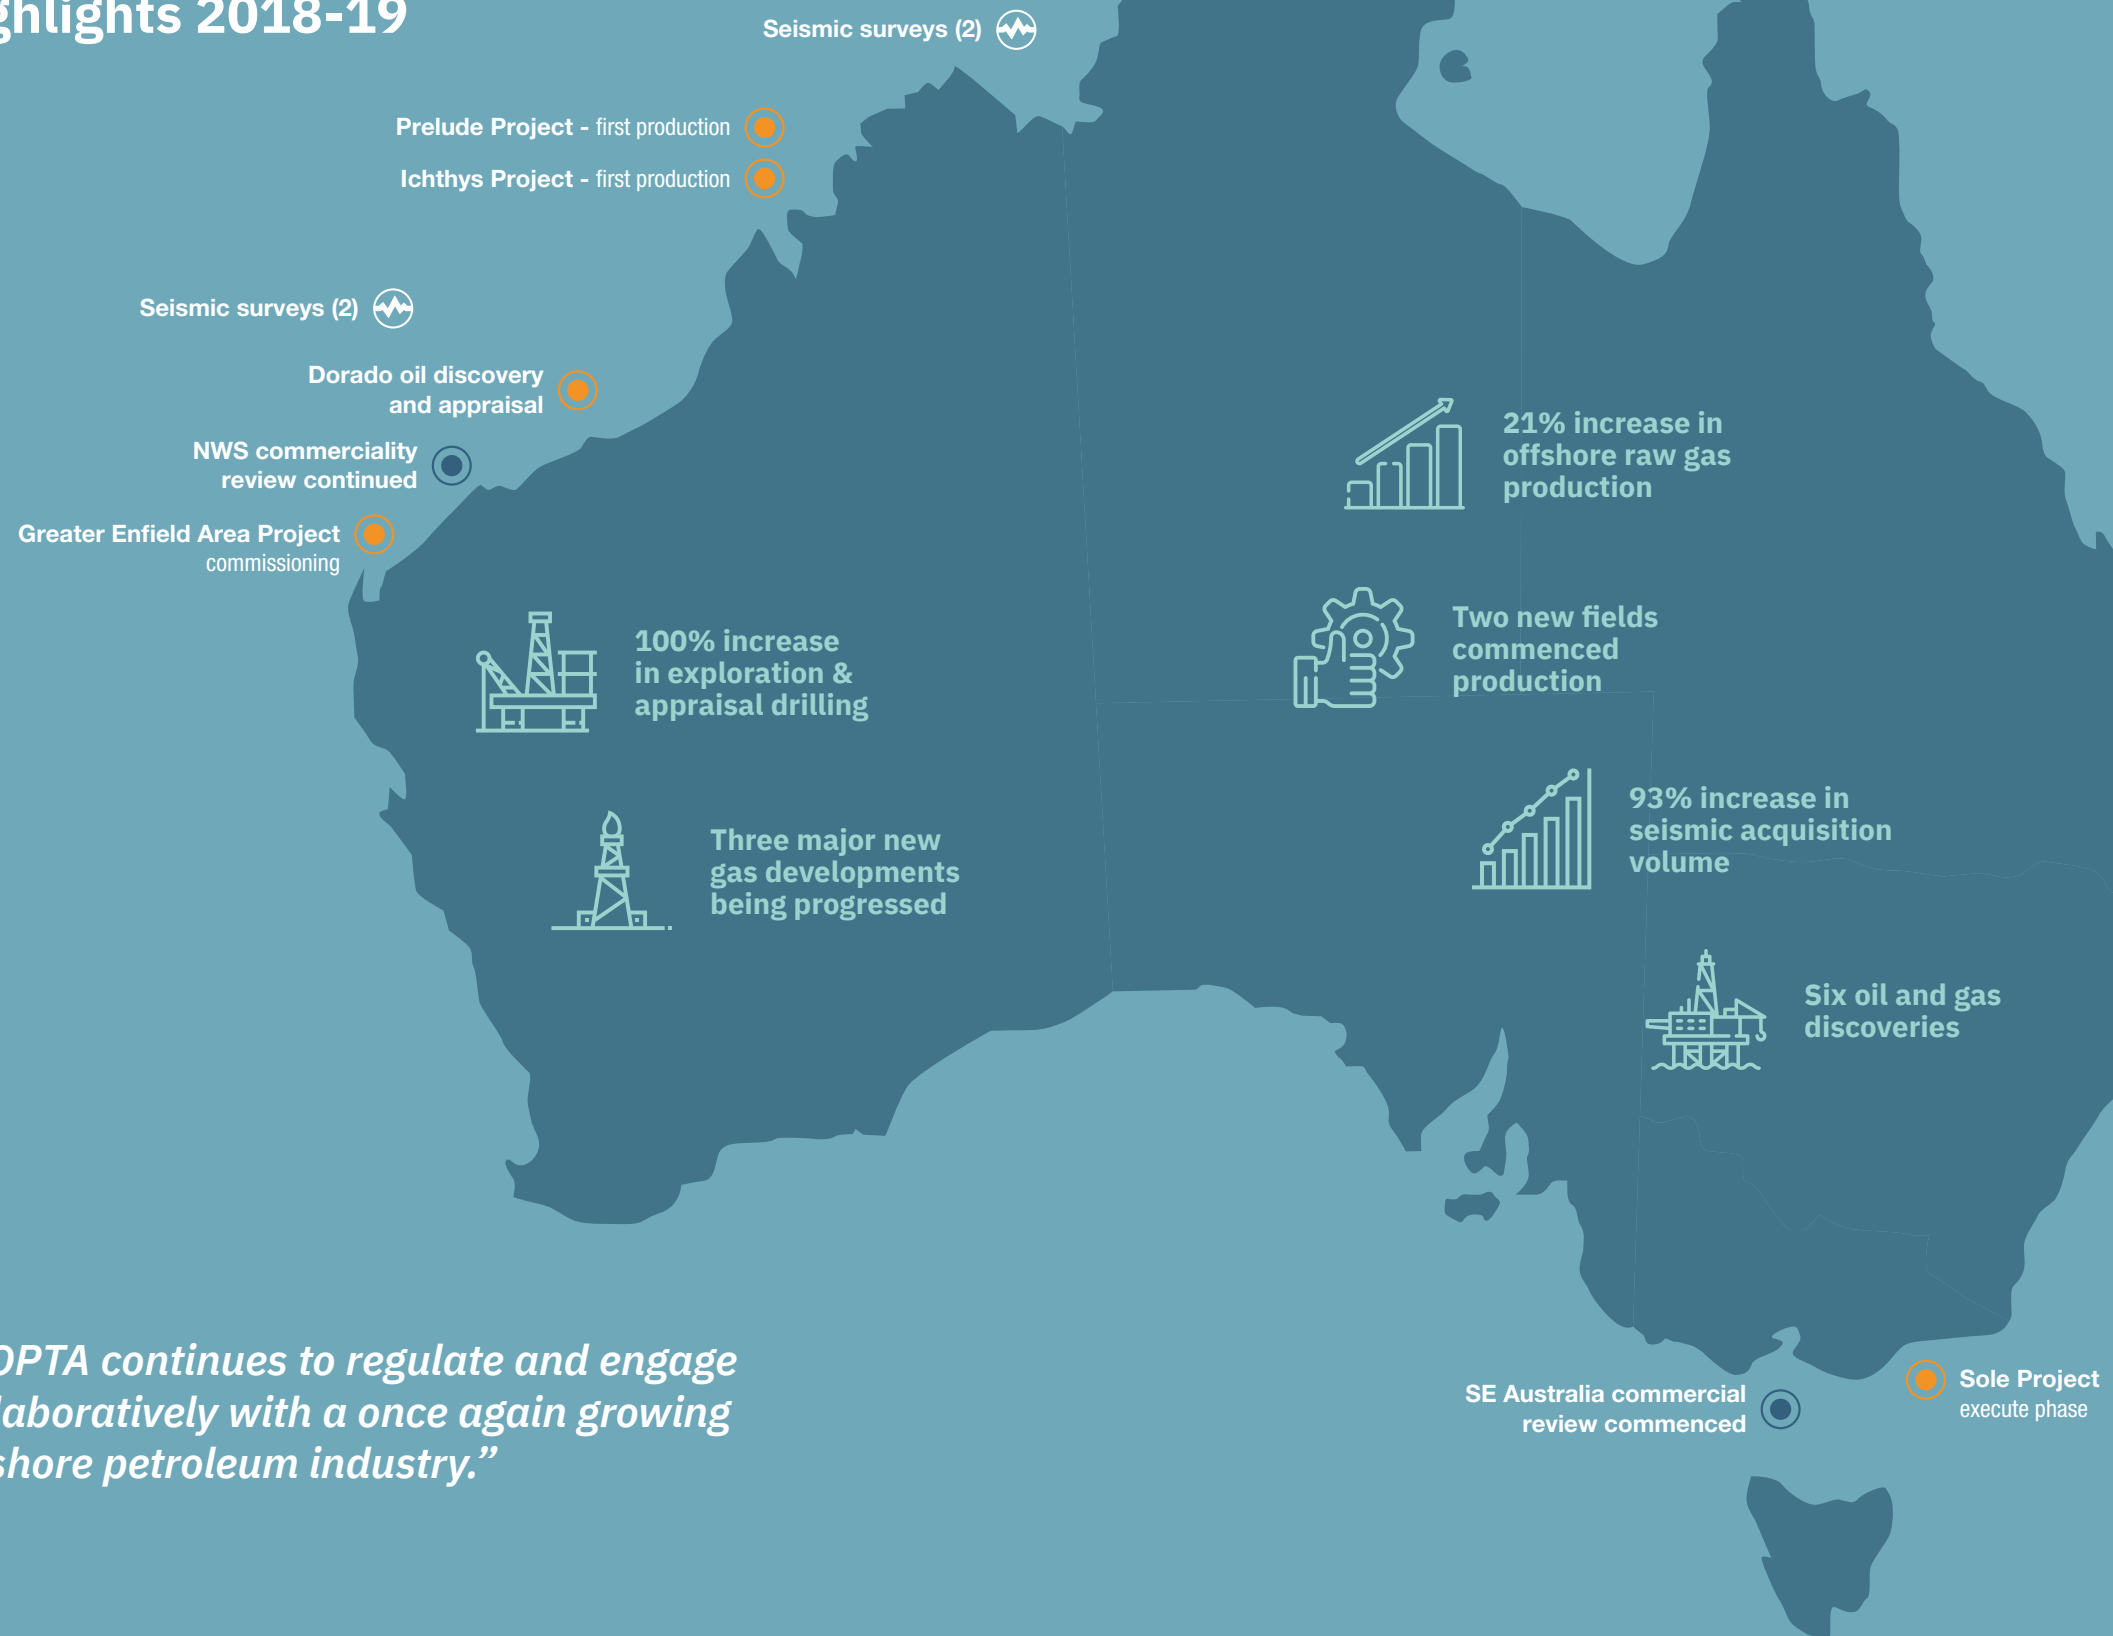 ghlights 2018-19
Seismic surveys (2)
Prelude Project - first production
Ichthys Project - first production
Seismic surveys (2)
Dorado oil discovery
and appraisal
NWS commerciality
review continued
Greater Enfield Area Project
commissioning
21% increase in
offshore raw gas
production
100% increase
in exploration &
appraisal drilling
Two new fields
commenced
production
Three major new
gas developments
being progressed
93% increase in
seismic acquisition
volume
Six oil and gas
discoveries
OPTA continues to regulate and engage
laboratively with a once again growing
shore petroleum industry.”
SE Australia commercial
review commenced
Sole Project
execute phase